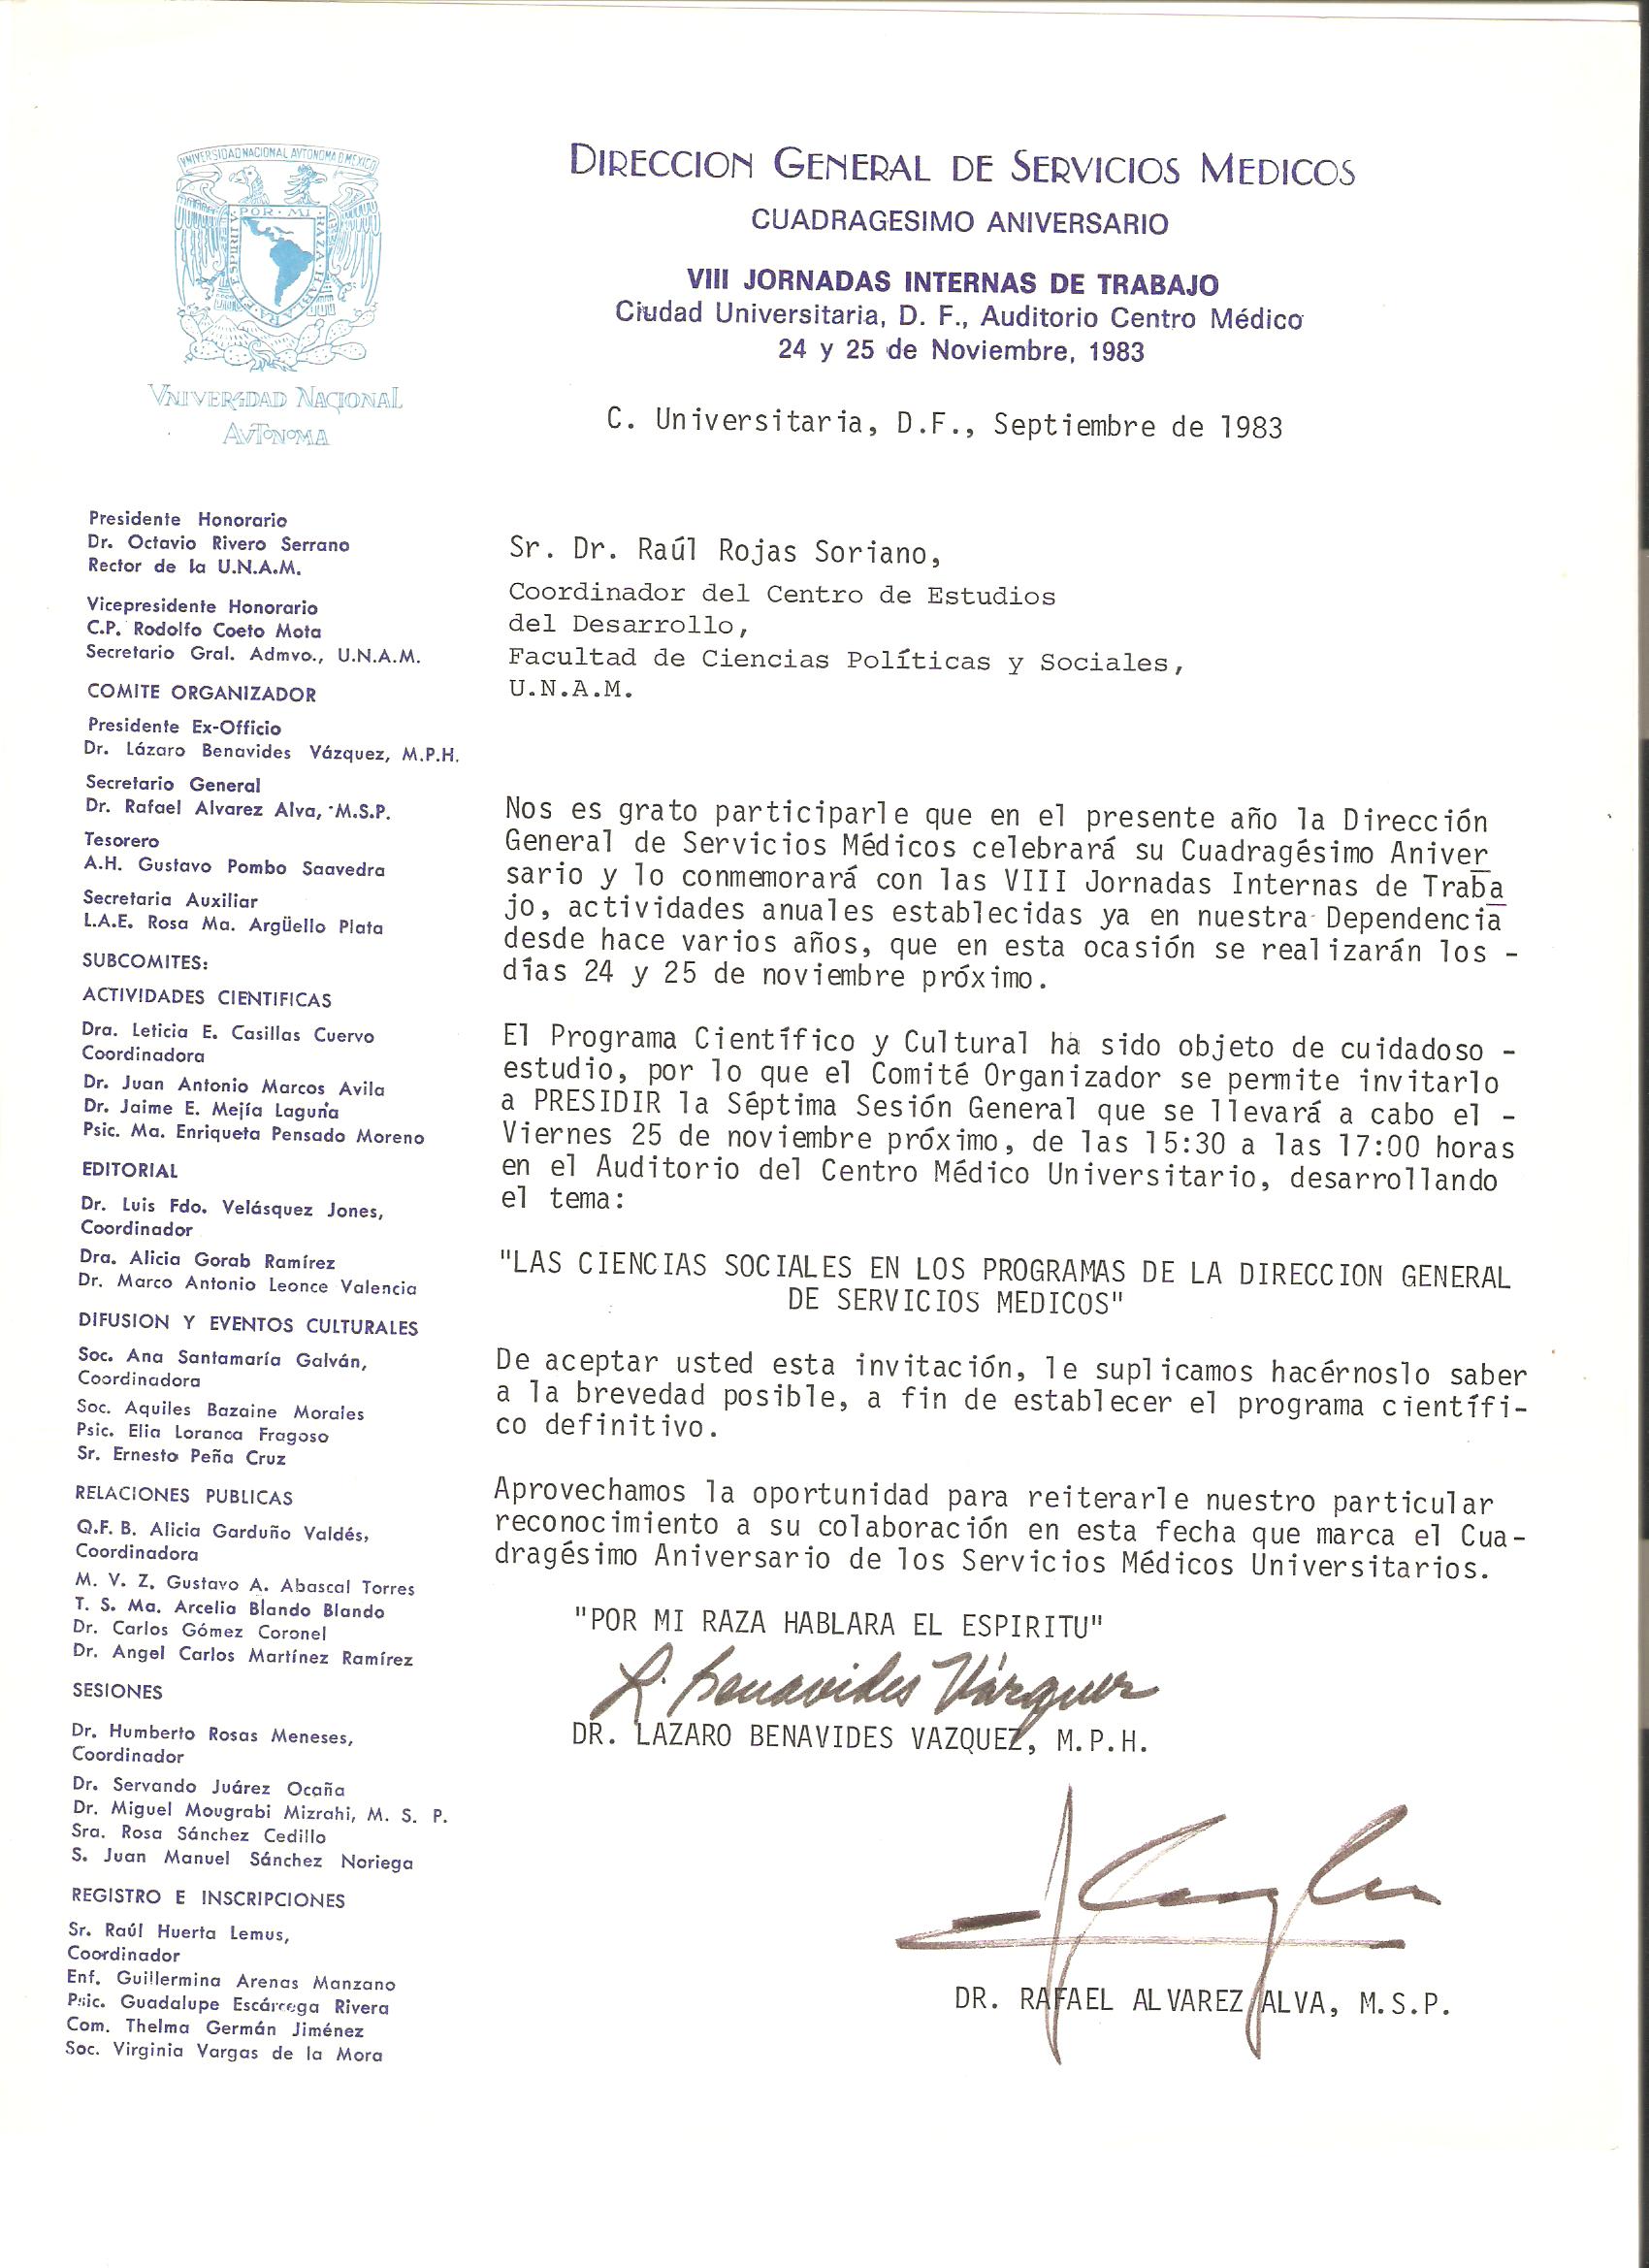 VNIVERSIDAD NACIONAL AVTONOMA D MEXICO
POR · MI · RAZA · HABLARA · EL · ESPIRITV
VNIVERSDAD NACIONAL
AVTONOMA
DIRECCION GENERAL DE SERVICIOS MEDICOS
CUADRAGESIMO ANIVERSARIO
VIII JORNADAS INTERNAS DE TRABAJO
Ciudad Universitaria, D. F., Auditorio Centro Médico
24 y 25 de Noviembre, 1983
C. Universitaria, D.F., Septiembre de 1983
Presidente Honorario
Dr. Octavio Rivero Serrano
Rector de la U.N.A.M.
Vicepresidente Honorario
C.P. Rodolfo Coeto Mota
Secretario Gral. Admvo., U.N.A.M.
COMITE ORGANIZADOR
Presidente Ex-Officio
Dr. Lázaro Benavides Vázquez, M.P.H.
Secretario General
Dr. Rafael Alvarez Alva, M.S.P.
Tesorero
A.H. Gustavo Pombo Saavedra
Secretaria Auxiliar
L.A.E. Rosa Ma. Argüello Plata
SUBCOMITES:
ACTIVIDADES CIENTIFICAS
Dra. Leticia E. Casillas Cuervo
Coordinadora
Dr. Juan Antonio Marcos Avila
Dr. Jaime E. Mejía Laguna
Psic. Ma. Enriqueta Pensado Moreno
EDITORIAL
Dr. Luis Fdo. Velásquez Jones,
Coordinador
Dra. Alicia Gorab Ramírez
Dr. Marco Antonio Leonce Valencia
DIFUSION Y EVENTOS CULTURALES
Soc. Ana Santamaría Galván,
Coordinadora
Soc. Aquiles Bazaine Morales
Psic. Elia Loranca Fragoso
Sr. Ernesto Peña Cruz
RELACIONES PUBLICAS
Q.F.B. Alicia Garduño Valdés,
Coordinadora
M. V. Z. Gustavo A. Abascal Torres
T. S. Ma. Arcelia Blando Blando
Dr. Carlos Gómez Coronel
Dr. Angel Carlos Martínez Ramírez
SESIONES
Dr. Humberto Rosas Meneses,
Coordinador
Dr. Servando Juárez Ocaña
Dr. Miguel Mougrabi Mizrahi, M. S. P.
Sra. Rosa Sánchez Cedillo
S. Juan Manuel Sánchez Noriega
REGISTRO E INSCRIPCIONES
Sr. Raúl Huerta Lemus,
Coordinador
Enf. Guillermina Arenas Manzano
Psic. Guadalupe Escárcega Rivera
Com. Thelma Germán Jiménez
Soc. Virginia Vargas de la Mora
Sr. Dr. Raúl Rojas Soriano,
Coordinador del Centro de Estudios
del Desarrollo,
Facultad de Ciencias Políticas y Sociales,
U.N.A.M.
Nos es grato participarle que en el presente año la Dirección
General de Servicios Médicos celebrará su Cuadragésimo Aniver
sario y lo conmemorará con las VIII Jornadas Internas de Traba
jo, actividades anuales establecidas ya en nuestra Dependencia
desde hace varios años, que en esta ocasión se realizarán los -
días 24 y 25 de noviembre próximo.
El Programa Científico y Cultural ha sido objeto de cuidadoso -
estudio, por lo que el Comité Organizador se permite invitarlo
a PRESIDIR la Séptima Sesión General que se llevará a cabo el -
Viernes 25 de noviembre próximo, de las 15:30 a las 17:00 horas
en el Auditorio del Centro Médico Universitario, desarrollando
el tema:
"LAS CIENCIAS SOCIALES EN LOS PROGRAMAS DE LA DIRECCION GENERAL
DE SERVICIOS MEDICOS"
De aceptar usted esta invitación, le suplicamos hacérnoslo saber
a la brevedad posible, a fin de establecer el programa científi-
co definitivo.
Aprovechamos la oportunidad para reiterarle nuestro particular
reconocimiento a su colaboración en esta fecha que marca el Cua-
dragésimo Aniversario de los Servicios Médicos Universitarios.
"POR MI RAZA HABLARA EL ESPIRITU"
L. Benavides Vázquez
DR. LAZARO BENAVIDES VAZQUEZ, M.P.H.
DR. RAFAEL ALVAREZ ALVA, M.S.P.